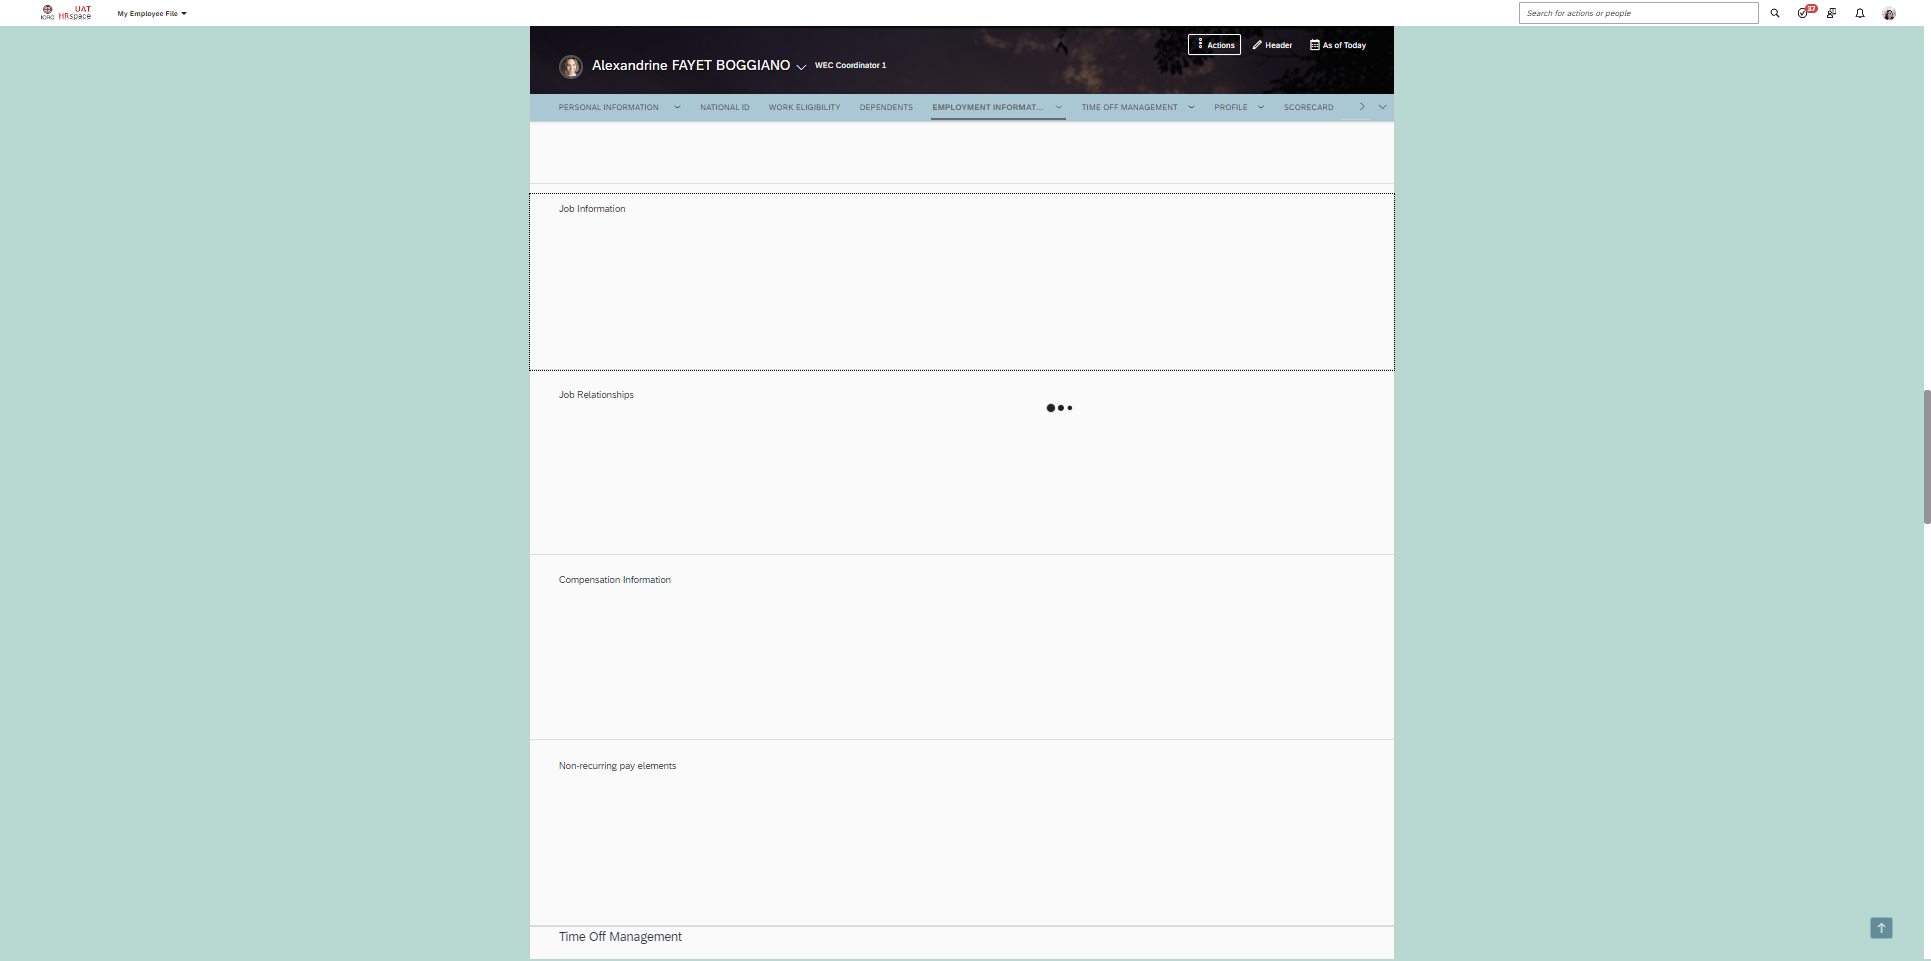 ICRC
UAT
HRspace
My Employee File
Search for actions or people
37
Actions
Header
As of Today
Alexandrine FAYET BOGGIANO
WEC Coordinator 1
PERSONAL INFORMATION
NATIONAL ID
WORK ELIGIBILITY
DEPENDENTS
EMPLOYMENT INFORMAT...
TIME OFF MANAGEMENT
PROFILE
SCORECARD
Job Information
Job Relationships
Compensation Information
Non-recurring pay elements
Time Off Management